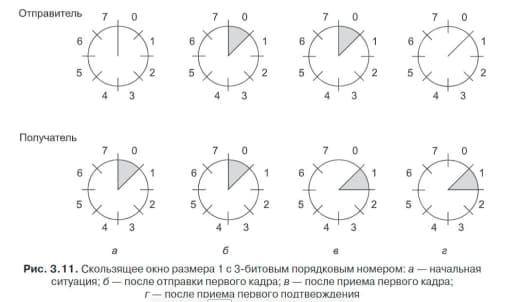 Отправитель
7 0 7 0 7 0 7 0
6 1 6 1 6 1 6 1
5 2 5 2 5 2 5 2
4 3 4 3 4 3 4 3
Получатель
7 0 7 0 7 0 7 0
6 1 6 1 6 1 6 1
5 2 5 2 5 2 5 2
4 3 4 3 4 3 4 3
а б в г
Рис. 3.11. Скользящее окно размера 1 с 3-битовым порядковым номером: а — начальная
ситуация; б — после отправки первого кадра; в — после приема первого кадра;
г — после приема первого подтверждения